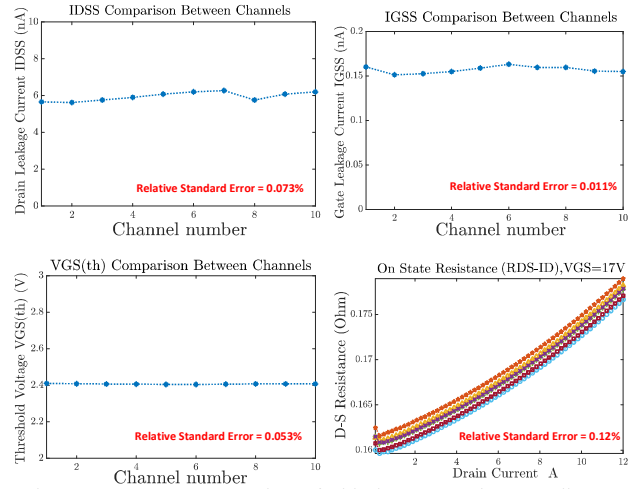 IDSS Comparison Between Channels
Drain Leakage Current IDSS (nA)
10
8
6
4
2
0
Relative Standard Error = 0.073%
2
4
6
8
10
Channel number
IGSS Comparison Between Channels
Gate Leakage Current IGSS (nA)
0.2
0.15
0.1
0.05
0
Relative Standard Error = 0.011%
2
4
6
8
10
Channel number
VGS(th) Comparison Between Channels
Threshold Voltage VGS(th) (V)
3
2.8
2.6
2.4
2.2
2
Relative Standard Error = 0.053%
2
4
6
8
10
Channel number
On State Resistance (RDS-ID),VGS=17V
D-S Resistance (Ohm)
0.175
0.17
0.165
0.16
Relative Standard Error = 0.12%
2
4
6
8
10
12
Drain Current A